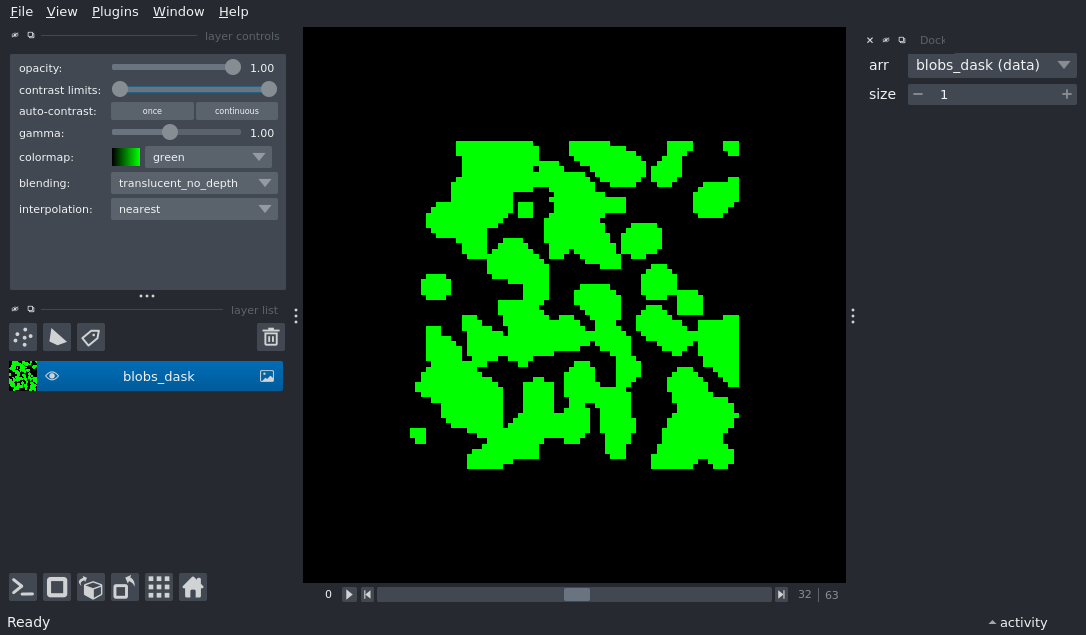 File View Plugins Window Help
layer controls
opacity: 1.00
contrast limits:
auto-contrast: once continuous
gamma: 1.00
colormap: green
blending: translucent_no_depth
interpolation: nearest
layer list
blobs_dask
0 32 63
Dock
arr blobs_dask (data)
size 1
Ready
activity